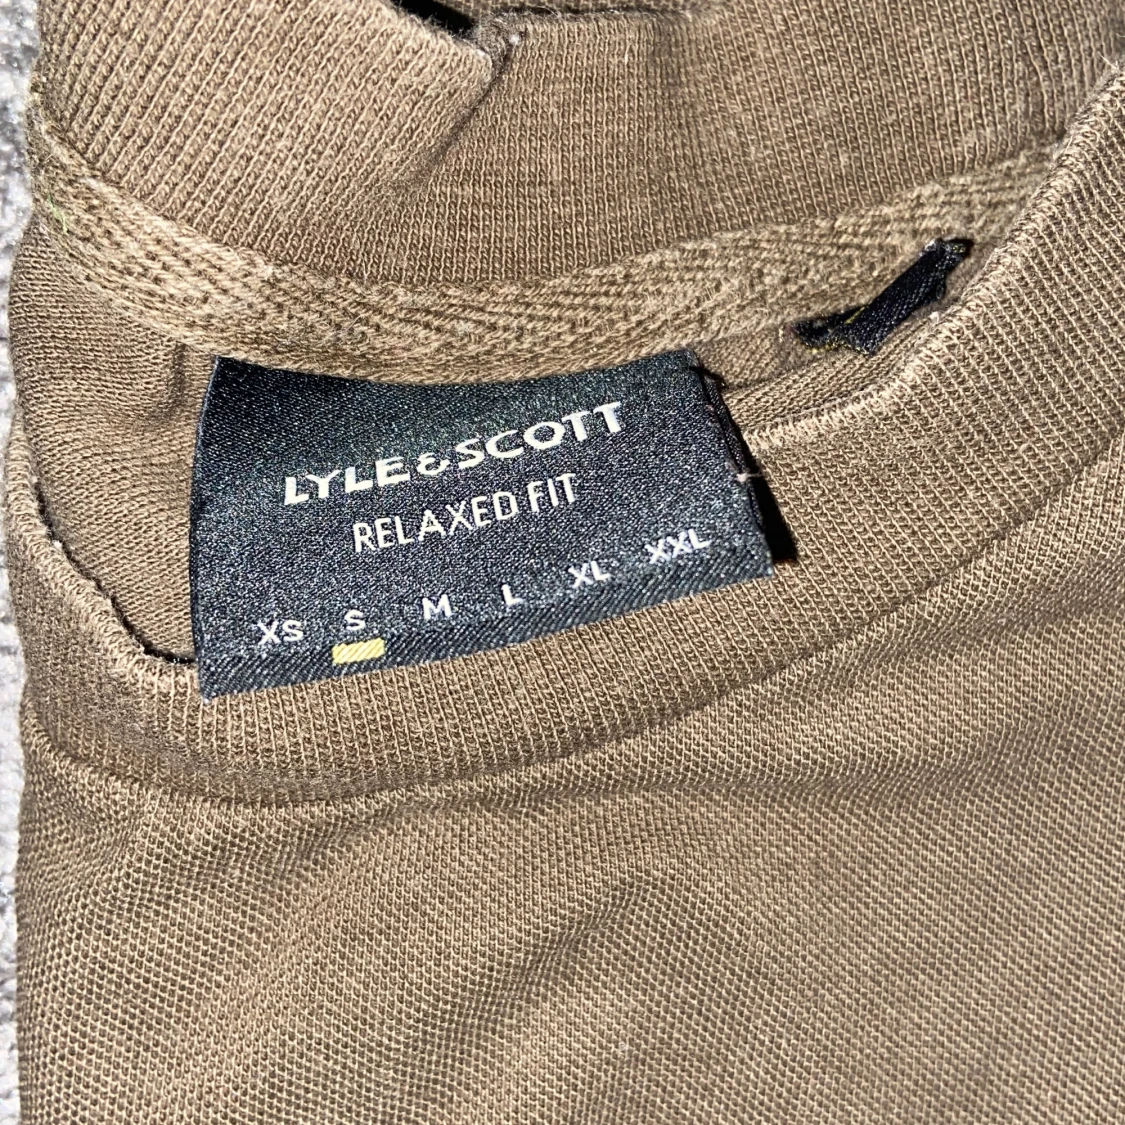 LYLE & SCOTT
RELAXED FIT
XS S M L XL XXL